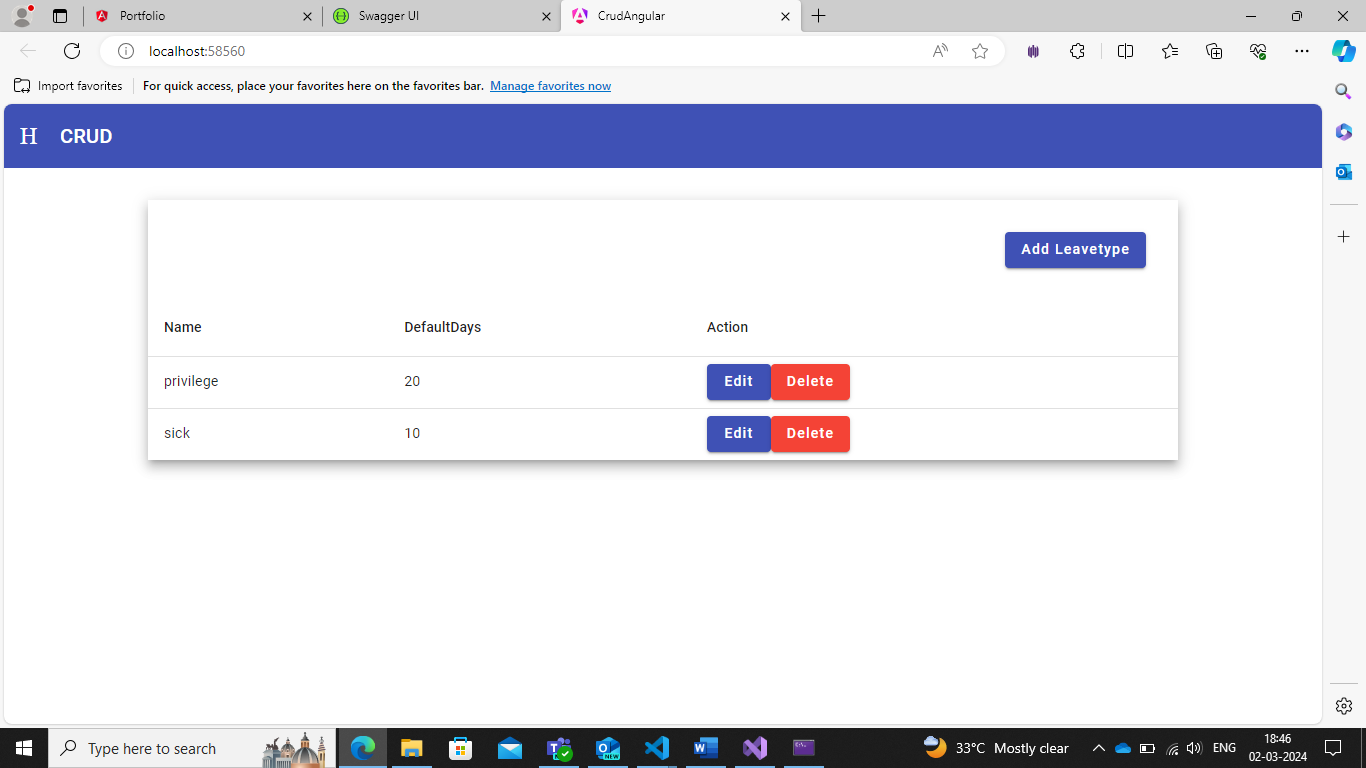 Portfolio
Swagger UI
CrudAngular
localhost:58560
Import favorites
For quick access, place your favorites here on the favorites bar. Manage favorites now
H CRUD
Add Leavetype
Name DefaultDays Action
privilege 20 Edit Delete
sick 10 Edit Delete
Type here to search
33°C Mostly clear
ENG
18:46
02-03-2024